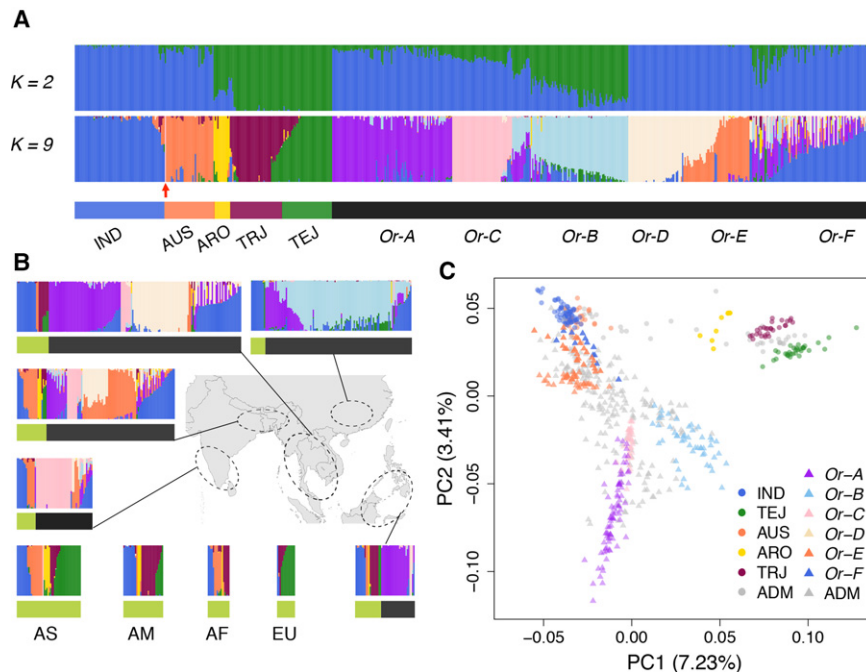 A
K = 2
K = 9
IND AUS ARO TRJ TEJ Or-A Or-C Or-B Or-D Or-E Or-F
B
AS AM AF EU
C
PC2 (3.41%)
0.05
0.00
−0.05
−0.10
−0.05 0.00 0.05 0.10
PC1 (7.23%)
IND
TEJ
AUS
ARO
TRJ
ADM
Or−A
Or−B
Or−C
Or−D
Or−E
Or−F
ADM